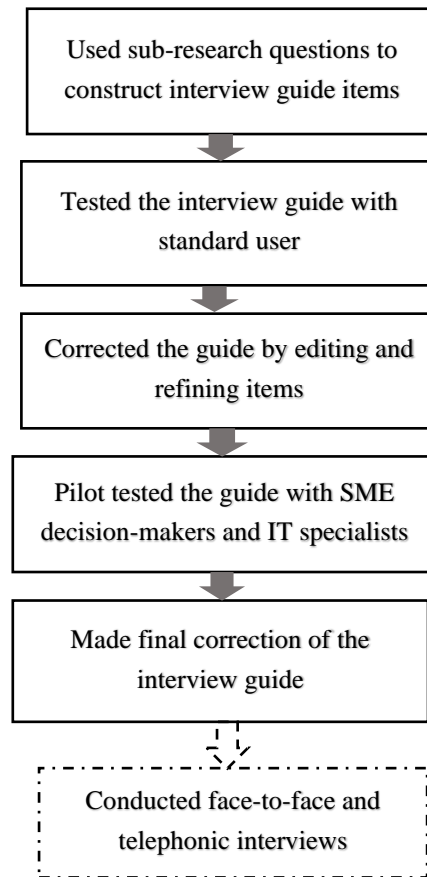 Used sub-research questions to
construct interview guide items
Tested the interview guide with
standard user
Corrected the guide by editing and
refining items
Pilot tested the guide with SME
decision-makers and IT specialists
Made final correction of the
interview guide
Conducted face-to-face and
telephonic interviews